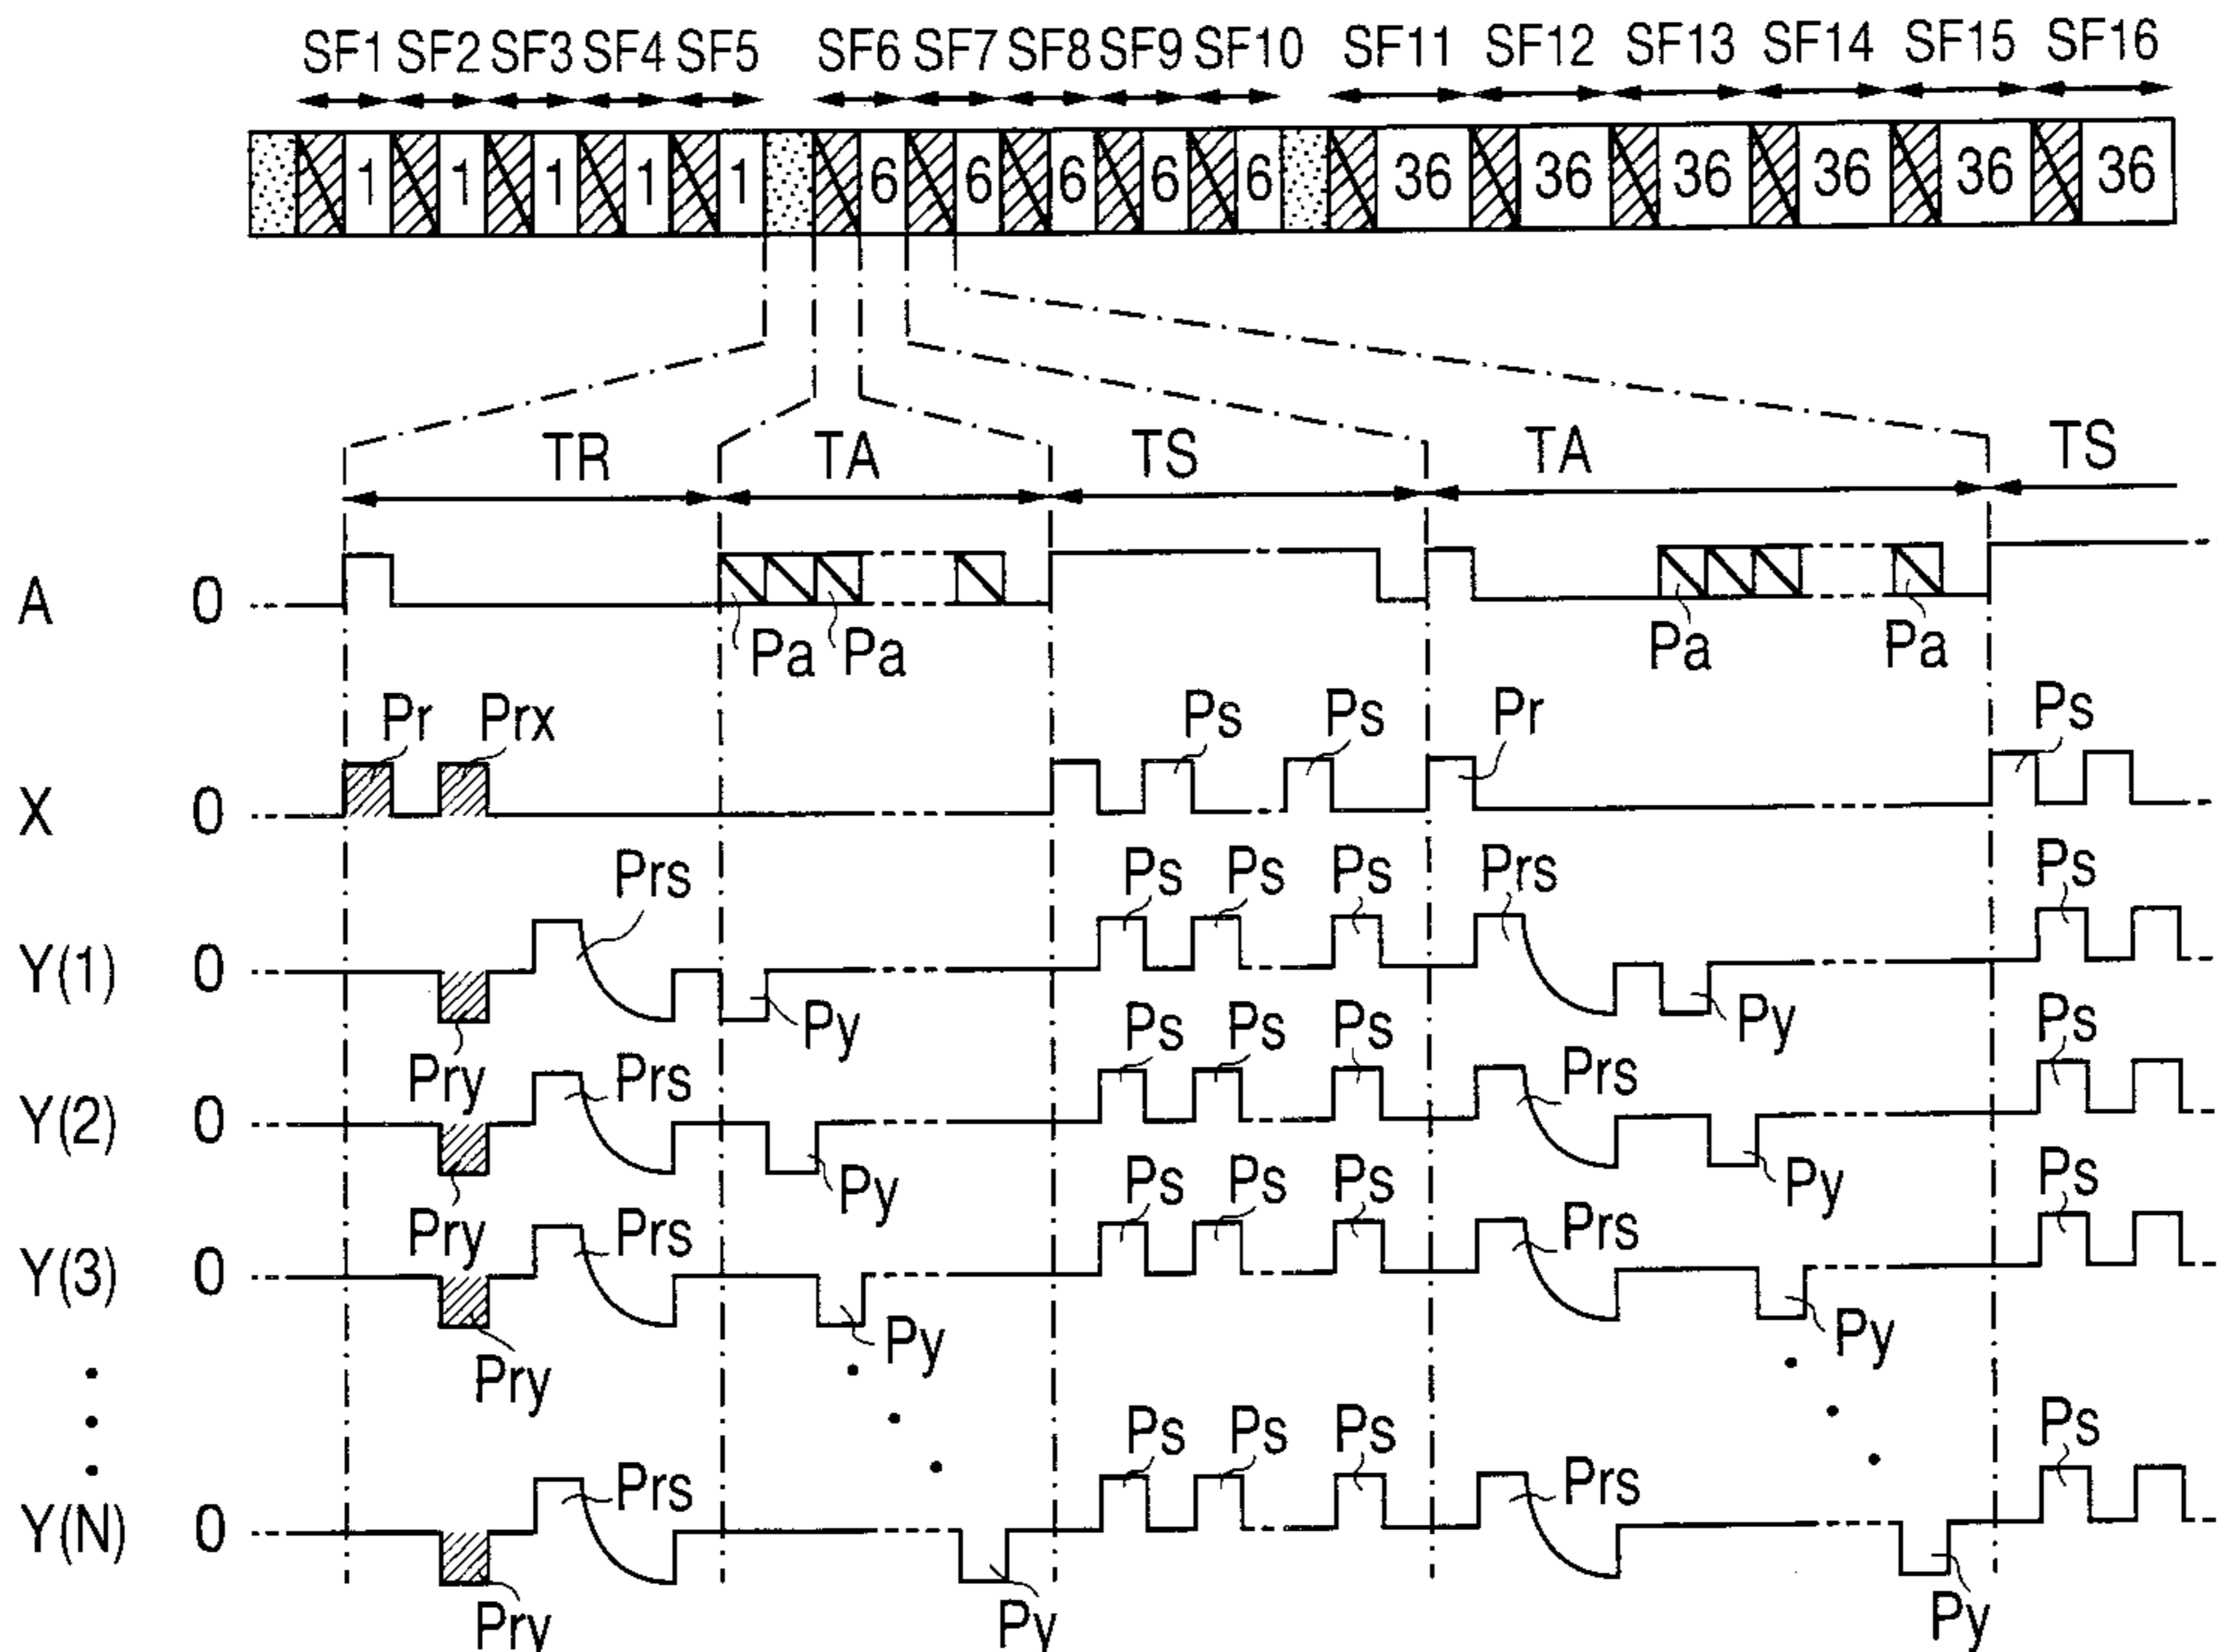 SF1 SF2 SF3 SF4 SF5 SF6 SF7 SF8 SF9 SF10 SF11 SF12 SF13 SF14 SF15 SF16
1 1 1 1 1 6 6 6 6 6 36 36 36 36 36 36
TR TA TS TA TS
A 0
Pa Pa Pa Pa
Pr Prx Ps Ps Pr Ps
X 0
Prs Ps Ps Ps Prs Ps
Y(1) 0
Pry Py Py
Prs Ps Ps Ps Prs Ps
Y(2) 0
Pry Py Py
Prs Ps Ps Ps Prs Ps
Y(3) 0
Pry Py Py
Prs Ps Ps Ps Prs Ps
Y(N) 0
Pry Py Py